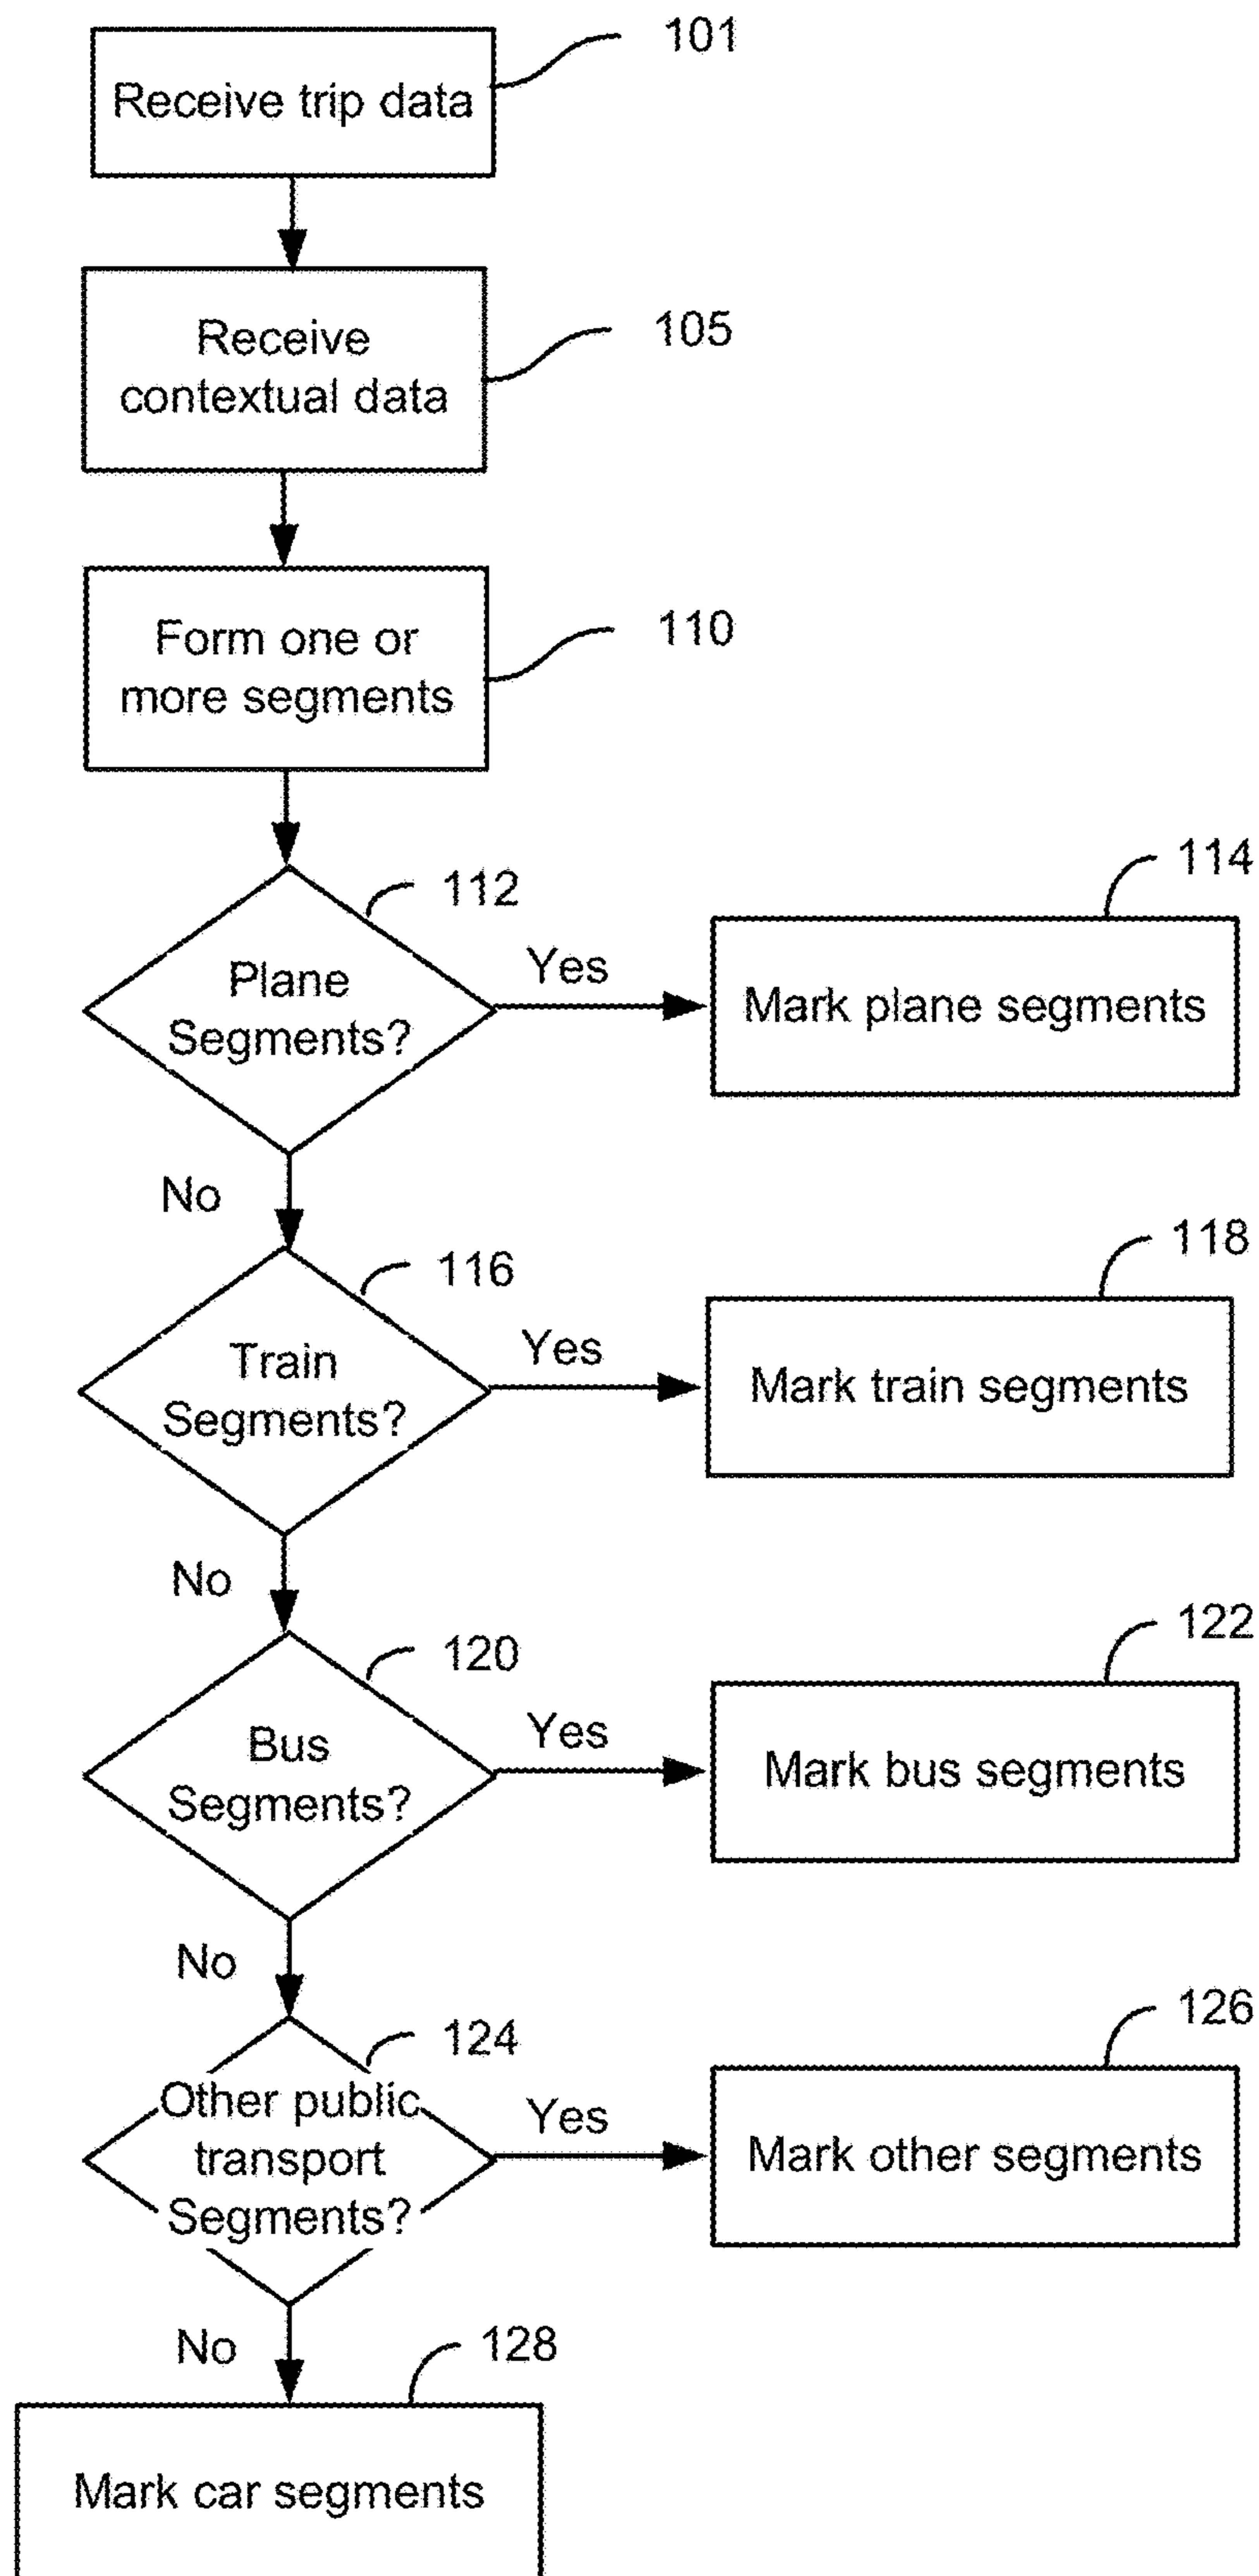 101
Receive trip data
105
Receive
contextual data
110
Form one or
more segments
112
Plane
Segments?
Yes
114
Mark plane segments
No
116
Train
Segments?
Yes
118
Mark train segments
No
120
Bus
Segments?
Yes
122
Mark bus segments
No
124
Other public
transport
Segments?
Yes
126
Mark other segments
No
128
Mark car segments